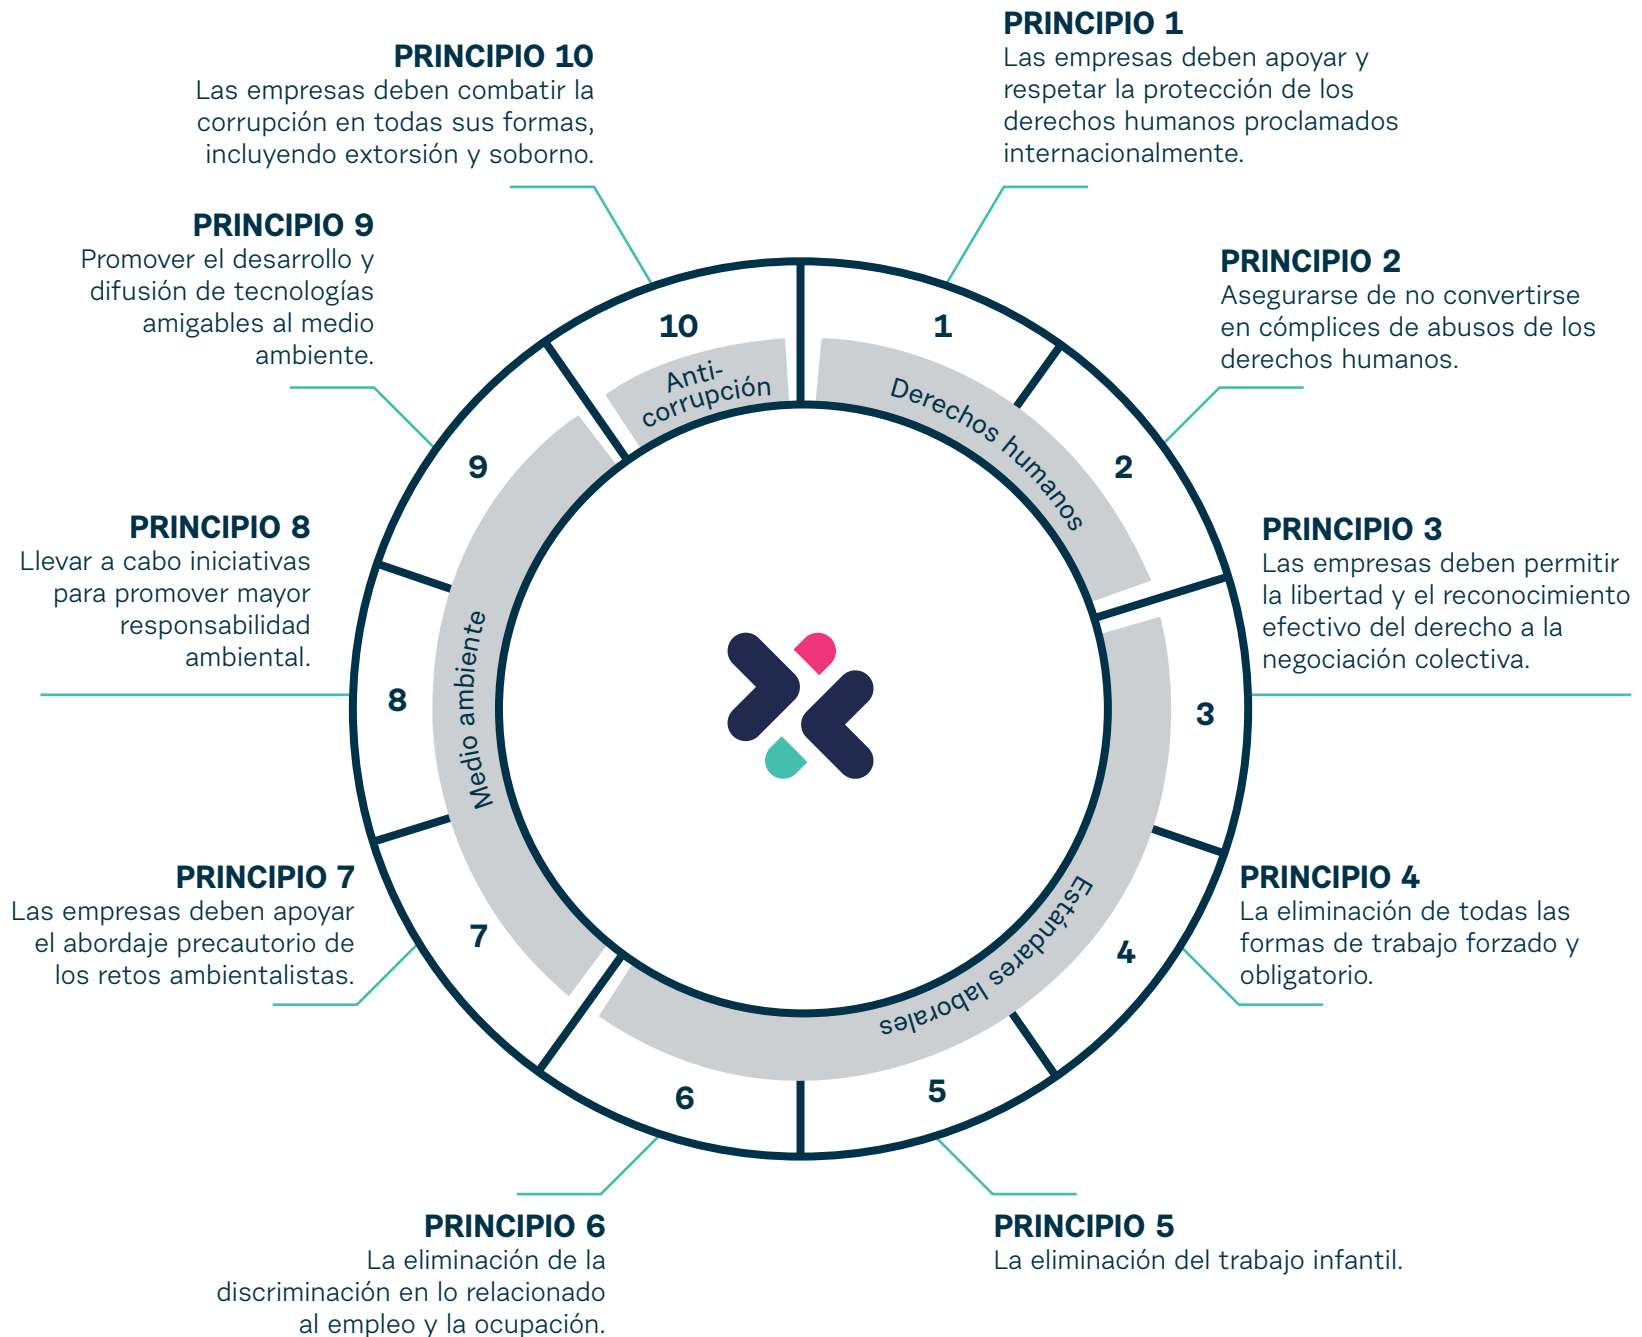 PRINCIPIO 1
Las empresas deben apoyar y
respetar la protección de los
derechos humanos proclamados
internacionalmente.
PRINCIPIO 2
Asegurarse de no convertirse
en cómplices de abusos de los
derechos humanos.
PRINCIPIO 3
Las empresas deben permitir
la libertad y el reconocimiento
efectivo del derecho a la
negociación colectiva.
PRINCIPIO 4
La eliminación de todas las
formas de trabajo forzado y
obligatorio.
PRINCIPIO 5
La eliminación del trabajo infantil.
PRINCIPIO 6
La eliminación de la
discriminación en lo relacionado
al empleo y la ocupación.
PRINCIPIO 7
Las empresas deben apoyar
el abordaje precautorio de
los retos ambientalistas.
PRINCIPIO 8
Llevar a cabo iniciativas
para promover mayor
responsabilidad
ambiental.
PRINCIPIO 9
Promover el desarrollo y
difusión de tecnologías
amigables al medio
ambiente.
PRINCIPIO 10
Las empresas deben combatir la
corrupción en todas sus formas,
incluyendo extorsión y soborno.
1
2
Derechos humanos
3
4
5
6
Estándares laborales
7
8
9
Medio ambiente
10
Anti-
corrupción